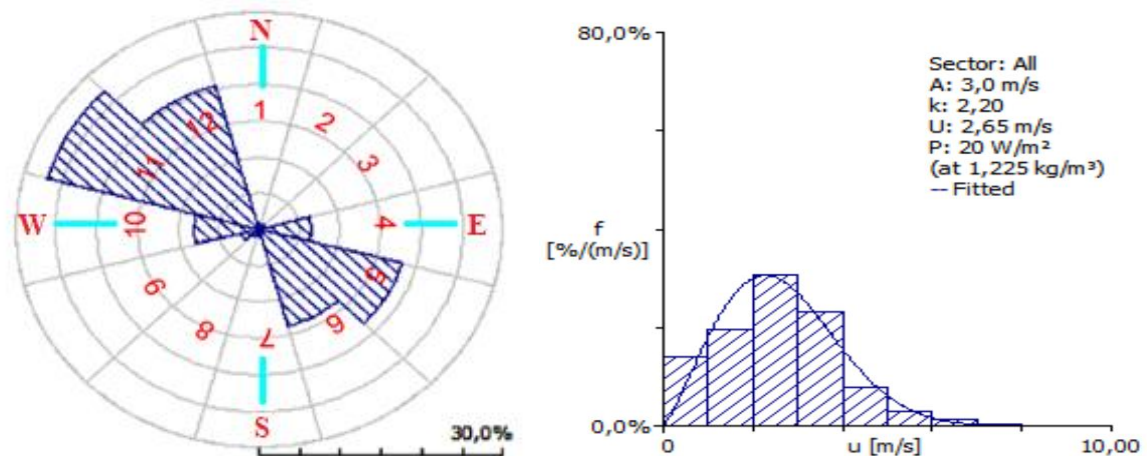 N
1
2
3
4
5
6
7
8
9
10
11
12
W
E
S
30,0%
80,0%
f
[%/(m/s)]
0,0%
0
u [m/s]
10,00
Sector: All
A: 3,0 m/s
k: 2,20
U: 2,65 m/s
P: 20 W/m²
(at 1,225 kg/m³)
-- Fitted